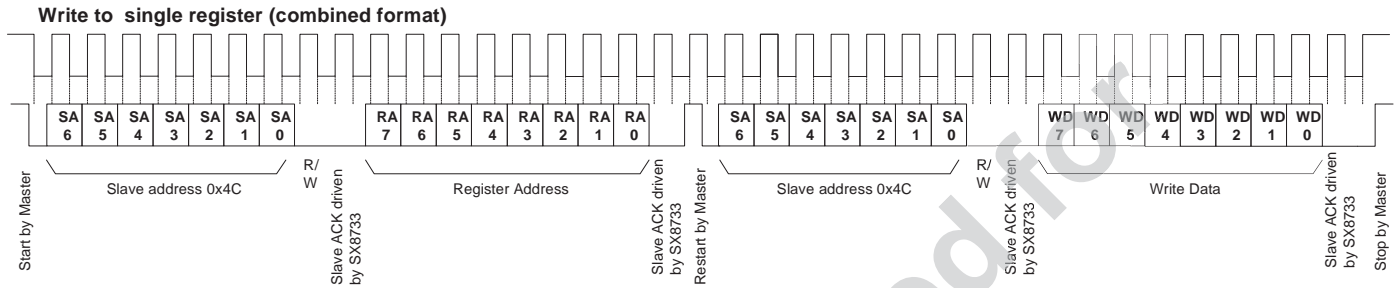 Write to single register (combined format)
SA SA SA SA SA SA SA RA RA RA RA RA RA RA RA SA SA SA SA SA SA SA WD WD WD WD WD WD WD WD
6 5 4 3 2 1 0 7 6 5 4 3 2 1 0 6 5 4 3 2 1 0 7 6 5 4 3 2 1 0
Start by Master
Slave address 0x4C
R/
W
Slave ACK driven
by SX8733
Register Address
Slave ACK driven
by SX8733
Restart by Master
Slave address 0x4C
R/
W
Slave ACK driven
by SX8733
Write Data
Slave ACK driven
by SX8733
Stop by Master
ed for